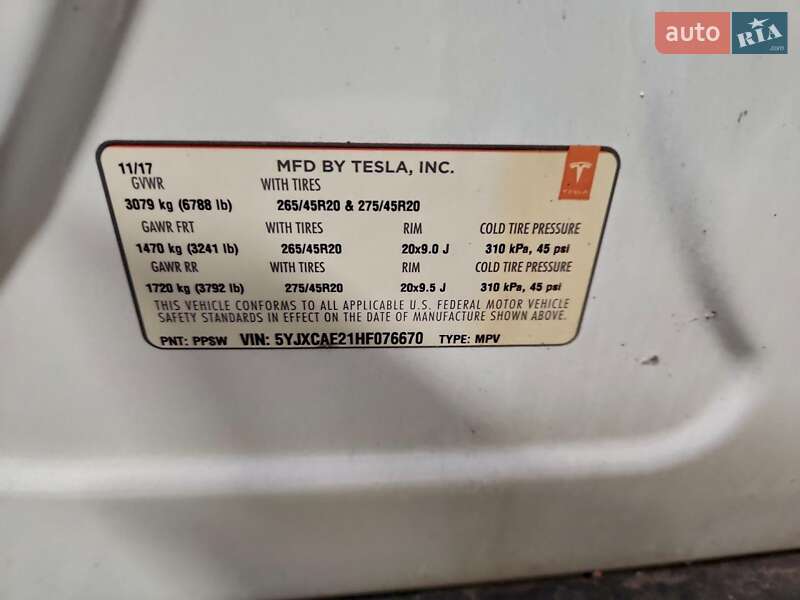 auto RIA.com
11/17 MFD BY TESLA, INC.
GVWR WITH TIRES
3079 kg (6788 lb) 265/45R20 & 275/45R20
GAWR FRT WITH TIRES RIM COLD TIRE PRESSURE
1470 kg (3241 lb) 265/45R20 20x9.0 J 310 kPa, 45 psi
GAWR RR WITH TIRES RIM COLD TIRE PRESSURE
1720 kg (3792 lb) 275/45R20 20x9.5 J 310 kPa, 45 psi
THIS VEHICLE CONFORMS TO ALL APPLICABLE U.S. FEDERAL MOTOR VEHICLE
SAFETY STANDARDS IN EFFECT ON THE DATE OF MANUFACTURE SHOWN ABOVE.
PNT: PPSW VIN: 5YJXCAE21HF076670 TYPE: MPV
TESLA